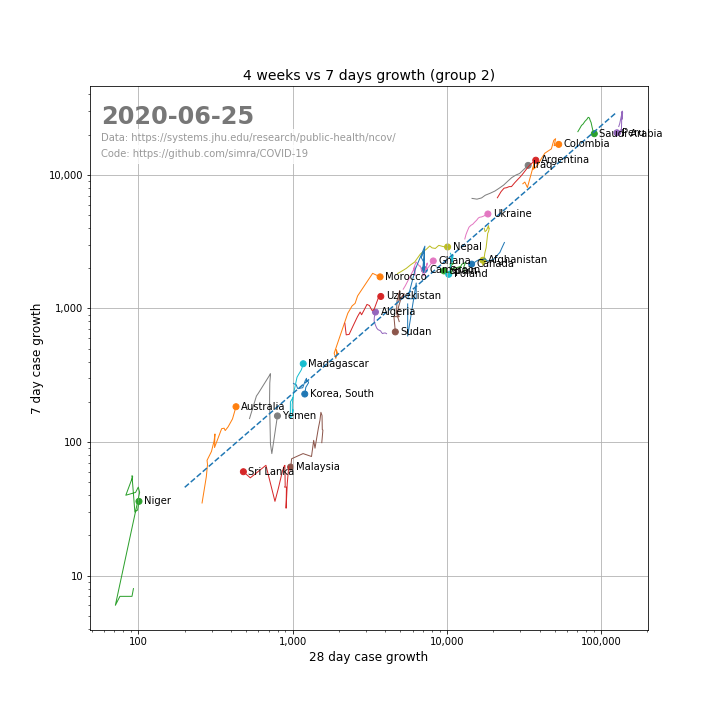 4 weeks vs 7 days growth (group 2)
2020-06-25
Data: https://systems.jhu.edu/research/public-health/ncov/
Code: https://github.com/simra/COVID-19
Saudi Arabia
Peru
Colombia
Argentina
Iraq
10,000
Ukraine
Nepal
Ghana
Afghanistan
Canada
Poland
Morocco
Uzbekistan
1,000
Algeria
Sudan
Madagascar
Korea, South
Australia
Yemen
100
Malaysia
Sri Lanka
Niger
10
7 day case growth
100
1,000
10,000
100,000
28 day case growth